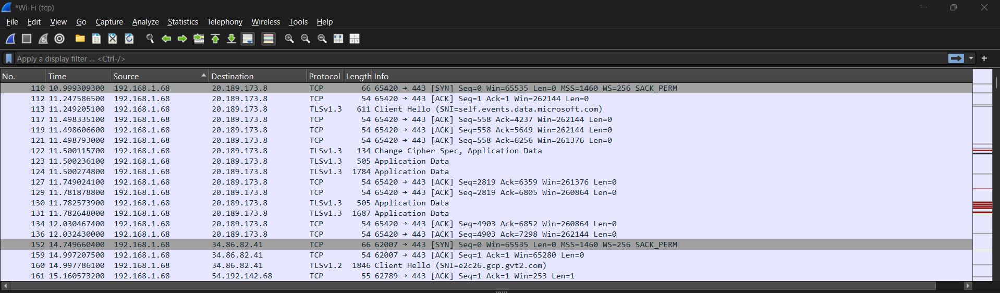 *Wi-Fi (tcp)
File Edit View Go Capture Analyze Statistics Telephony Wireless Tools Help
Apply a display filter ... <Ctrl-/>
No. Time Source Destination Protocol Length Info
110 10.999309300 192.168.1.68 20.189.173.8 TCP 66 65420 → 443 [SYN] Seq=0 Win=65535 Len=0 MSS=1460 WS=256 SACK_PERM
112 11.247586500 192.168.1.68 20.189.173.8 TCP 54 65420 → 443 [ACK] Seq=1 Ack=1 Win=262144 Len=0
113 11.249205100 192.168.1.68 20.189.173.8 TLSv1.3 611 Client Hello (SNI=self.events.data.microsoft.com)
117 11.498335100 192.168.1.68 20.189.173.8 TCP 54 65420 → 443 [ACK] Seq=558 Ack=4237 Win=262144 Len=0
119 11.498606600 192.168.1.68 20.189.173.8 TCP 54 65420 → 443 [ACK] Seq=558 Ack=5649 Win=262144 Len=0
121 11.498793000 192.168.1.68 20.189.173.8 TCP 54 65420 → 443 [ACK] Seq=558 Ack=6256 Win=261376 Len=0
122 11.500115700 192.168.1.68 20.189.173.8 TLSv1.3 134 Change Cipher Spec, Application Data
123 11.500236100 192.168.1.68 20.189.173.8 TLSv1.3 505 Application Data
124 11.500274800 192.168.1.68 20.189.173.8 TLSv1.3 1784 Application Data
127 11.749024100 192.168.1.68 20.189.173.8 TCP 54 65420 → 443 [ACK] Seq=2819 Ack=6359 Win=261376 Len=0
129 11.781878800 192.168.1.68 20.189.173.8 TCP 54 65420 → 443 [ACK] Seq=2819 Ack=6805 Win=260864 Len=0
130 11.782573900 192.168.1.68 20.189.173.8 TLSv1.3 505 Application Data
131 11.782648000 192.168.1.68 20.189.173.8 TLSv1.3 1687 Application Data
134 12.030467400 192.168.1.68 20.189.173.8 TCP 54 65420 → 443 [ACK] Seq=4903 Ack=6852 Win=260864 Len=0
136 12.032430000 192.168.1.68 20.189.173.8 TCP 54 65420 → 443 [ACK] Seq=4903 Ack=7298 Win=262144 Len=0
152 14.749660400 192.168.1.68 34.86.82.41 TCP 66 62007 → 443 [SYN] Seq=0 Win=65535 Len=0 MSS=1460 WS=256 SACK_PERM
159 14.997207500 192.168.1.68 34.86.82.41 TCP 54 62007 → 443 [ACK] Seq=1 Ack=1 Win=65280 Len=0
160 14.997786100 192.168.1.68 34.86.82.41 TLSv1.2 1846 Client Hello (SNI=e2c26.gcp.gvt2.com)
161 15.160573200 192.168.1.68 54.192.142.68 TCP 55 62789 → 443 [ACK] Seq=1 Ack=1 Win=253 Len=1